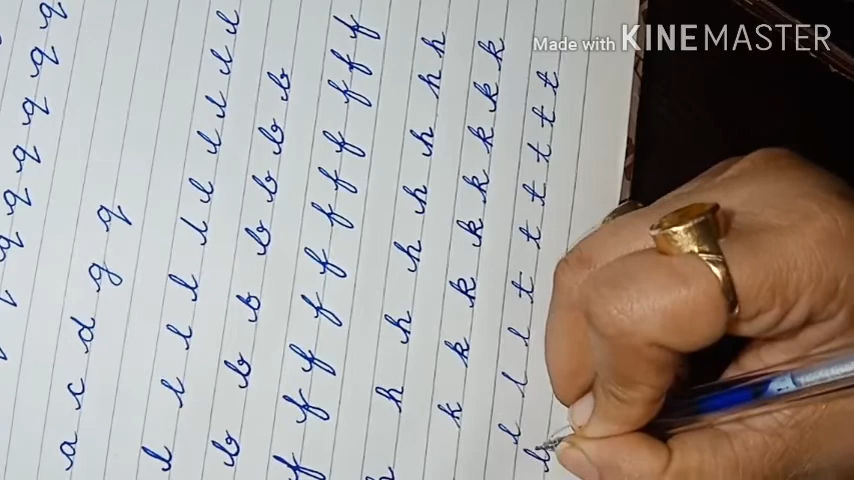 Made with KINEMASTER
q q q q q q
a c d g q
l l l l l l l l l l
b b b b b b b b
f f f f f f f f f f f
h h h h h h h h h
k k k k k k k k k
l l l t t t t t t
b